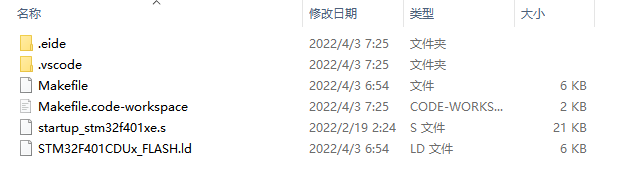 名称 修改日期 类型 大小
.eide 2022/4/3 7:25 文件夹
.vscode 2022/4/3 7:25 文件夹
Makefile 2022/4/3 6:54 文件 6 KB
Makefile.code-workspace 2022/4/3 7:25 CODE-WORKS... 2 KB
startup_stm32f401xe.s 2022/2/19 2:24 S 文件 21 KB
STM32F401CDUx_FLASH.ld 2022/4/3 6:54 LD 文件 6 KB